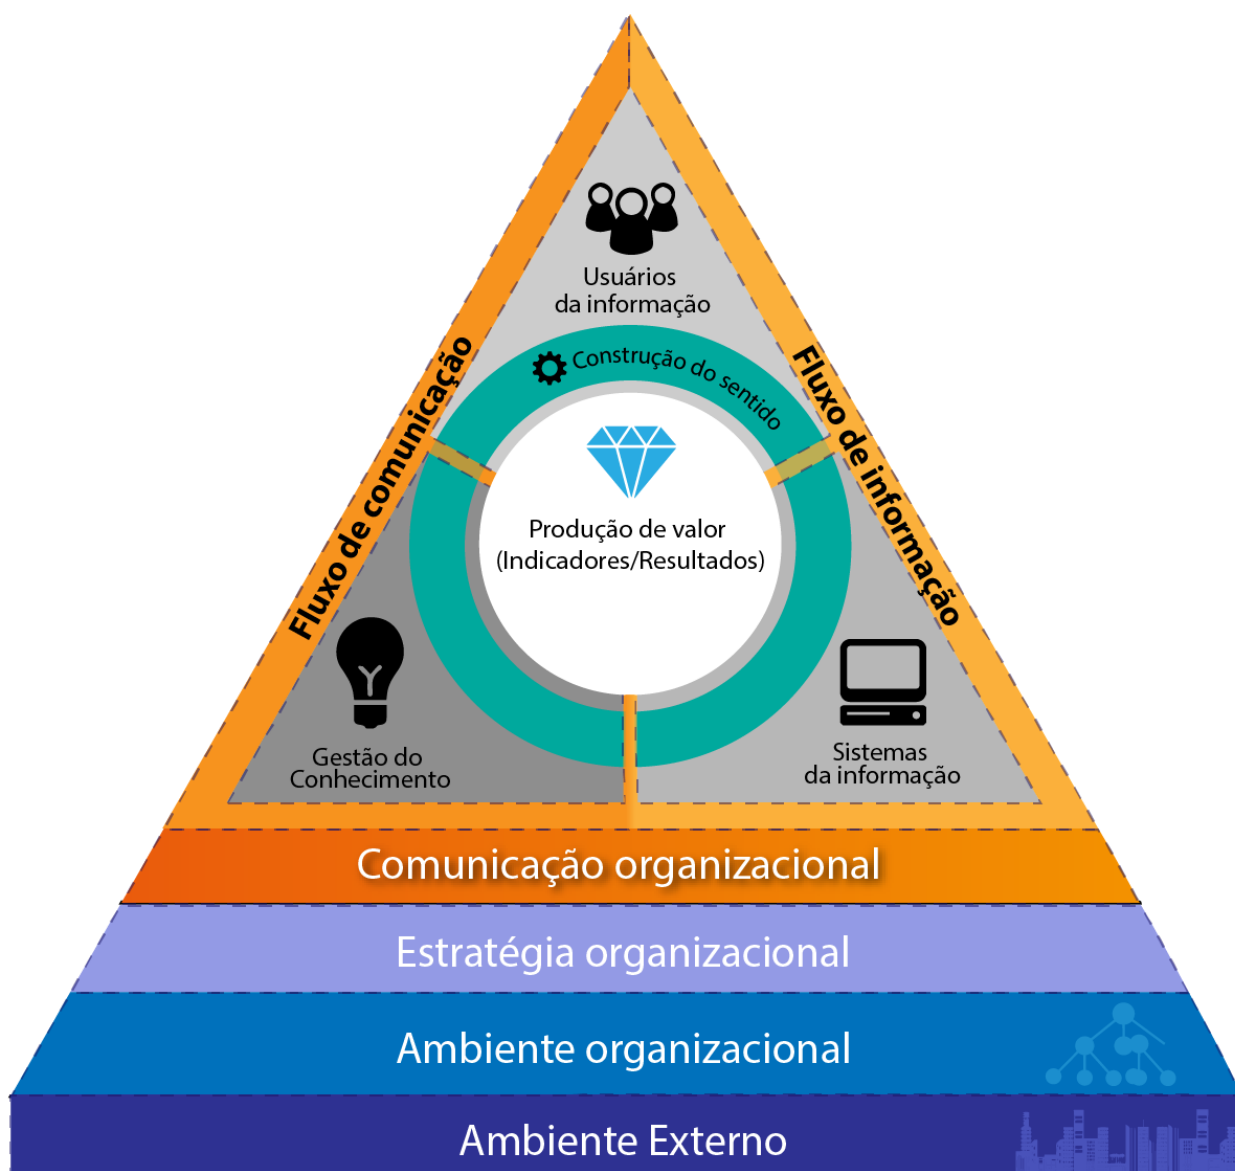 Usuários
da informação
Construção do sentido
Fluxo de comunicação
Fluxo de informação
Produção de valor
(Indicadores/Resultados)
Gestão do
Conhecimento
Sistemas
da informação
Comunicação organizacional
Estratégia organizacional
Ambiente organizacional
Ambiente Externo